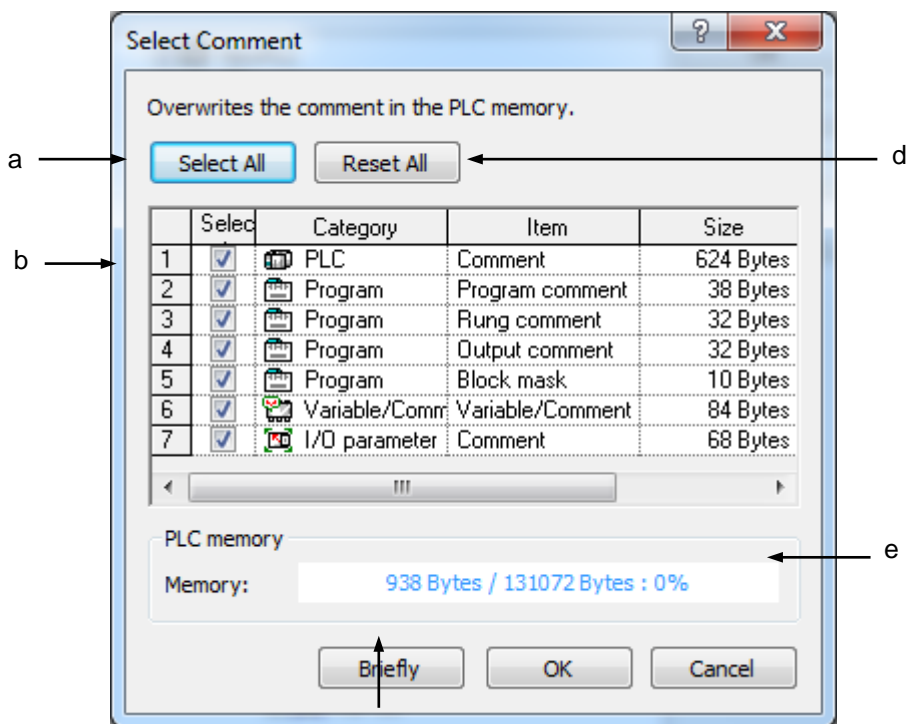 Select Comment
Overwrites the comment in the PLC memory.
a Select All Reset All d
Selec Category Item Size
b 1 PLC Comment 624 Bytes
2 Program Program comment 38 Bytes
3 Program Rung comment 32 Bytes
4 Program Output comment 32 Bytes
5 Program Block mask 10 Bytes
6 Variable/Comm Variable/Comment 84 Bytes
7 I/O parameter Comment 68 Bytes
PLC memory e
Memory: 938 Bytes / 131072 Bytes : 0%
Briefly OK Cancel